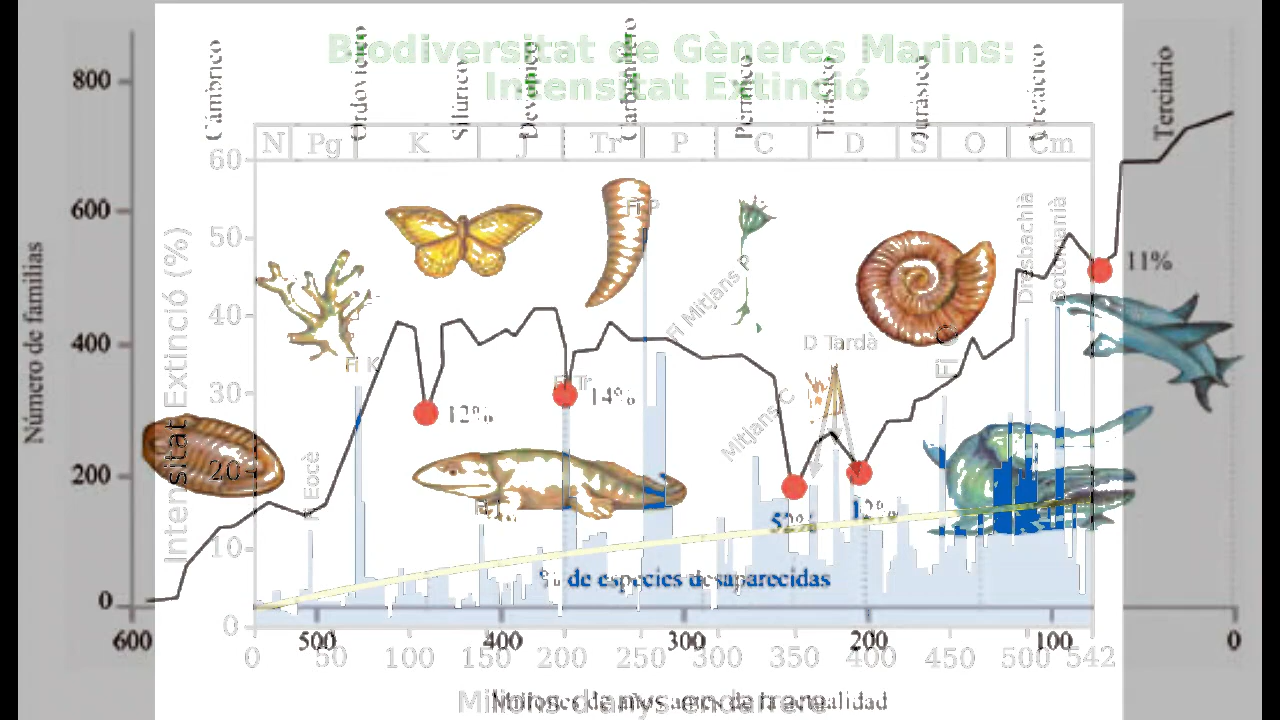 Cámbrico
Ordovícico
Silúrico
Devónico
Carbonífero
Pérmico
Triásico
Jurásico
Cretácico
Terciario
Biodiversitat de Gèneres Marins:
Intensitat Extinció
N Pg K J Tr P C D S O Cm
800
600
400
200
0
Número de familias
60
50
40
30
20
10
0
Intensitat Extinció (%)
Fi P
Fi Mitjans P
Dresbachià
Botomanià
11%
D Tardà
Fi O
Fi K
Fi Tr
14%
12%
Mitjans C
Fi Eocè
52%
12%
% de especies desaparecidas
600 500 400 300 200 100 0
0 50 100 150 200 250 300 350 400 450 500 542
Milions d'anys endarrere
Millones de años antes de la actualidad